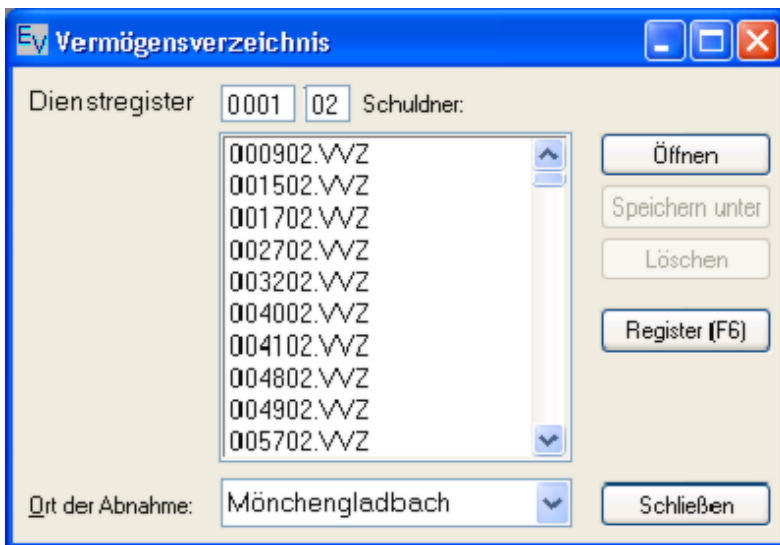 EV Vermögensverzeichnis
Dienstregister 0001 02 Schuldner:
000902.VVZ
001502.VVZ
001702.VVZ
002702.VVZ
003202.VVZ
004002.VVZ
004102.VVZ
004802.VVZ
004902.VVZ
005702.VVZ
Öffnen
Speichern unter
Löschen
Register (F6)
Ort der Abnahme: Mönchengladbach
Schließen